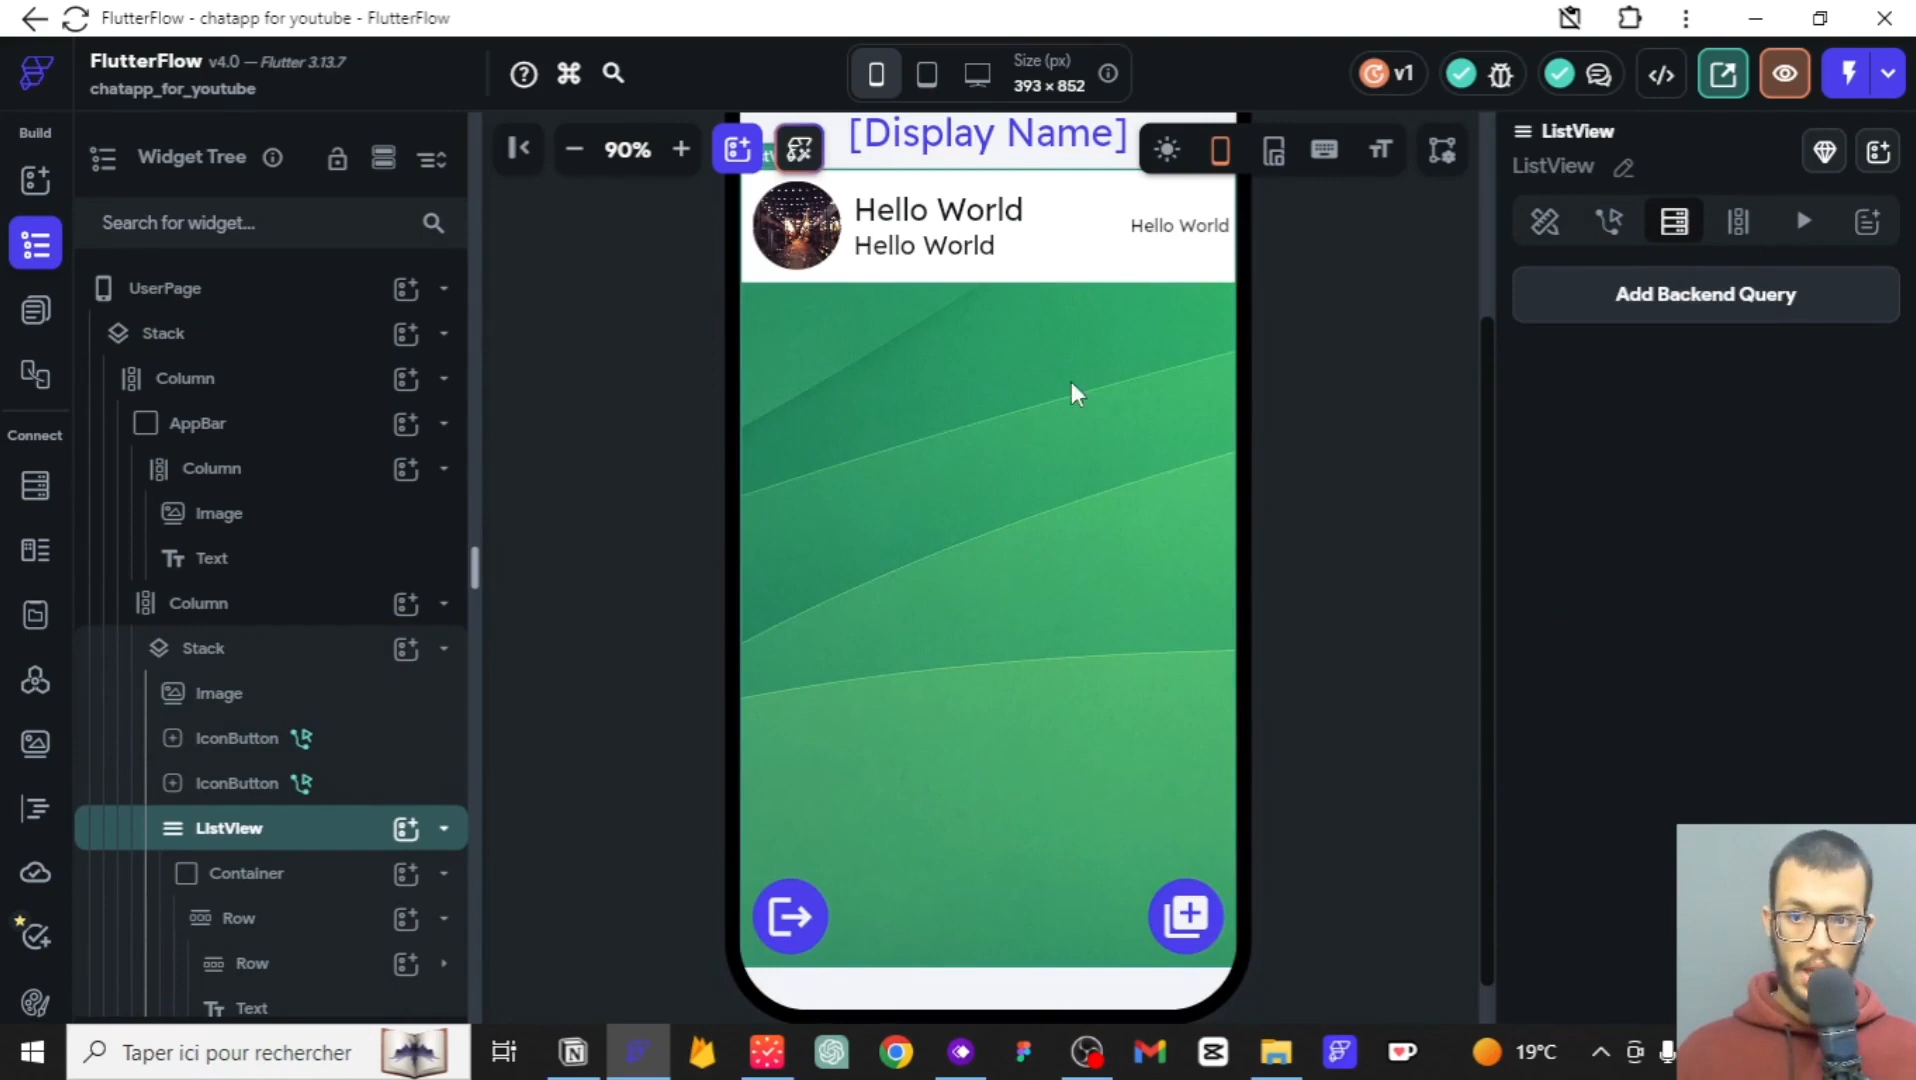 FlutterFlow - chatapp for youtube - FlutterFlow
FlutterFlow v4.0 — Flutter 3.13.7
chatapp_for_youtube
Size (px)
393 × 852
v1
Build
Widget Tree
90%
[Display Name]
ListView
ListView
Search for widget...
Hello World
Hello World
Hello World
Add Backend Query
UserPage
Stack
Column
AppBar
Connect
Column
Image
Text
Column
Stack
Image
IconButton
IconButton
ListView
Container
Row
Row
Text
Taper ici pour rechercher
19°C